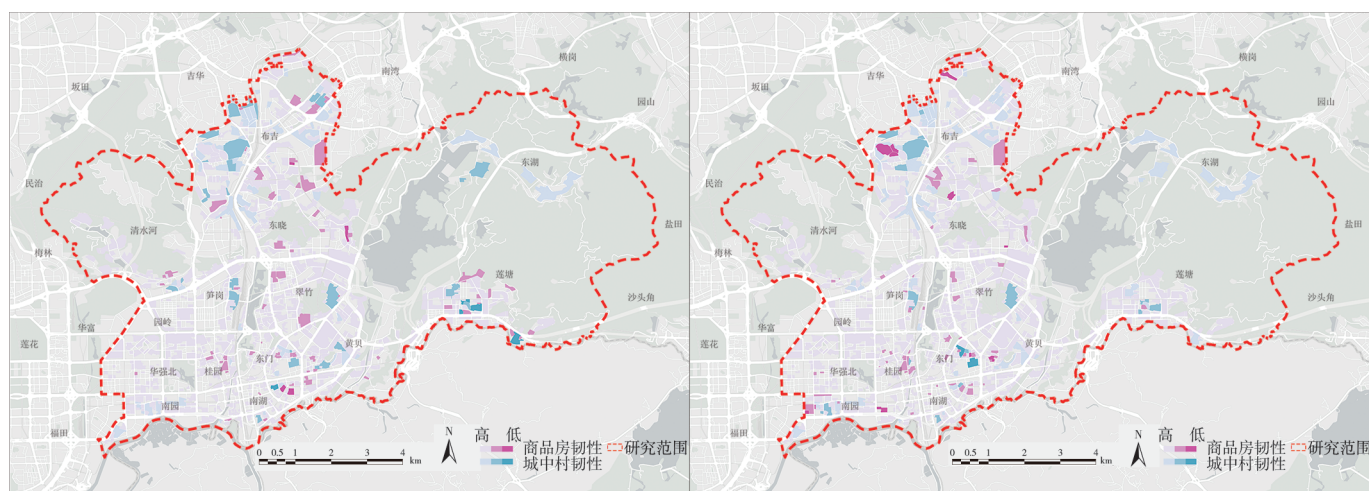 横岗
吉华
南湾
坂田
园山
布吉
东湖
民治
盐田
清水河
东晓
梅林
莲塘
笋岗
翠竹
沙头角
华富
园岭
莲花
东门
黄贝
华强北
桂园
南园
南湖
福田
N
高 低
商品房韧性 研究范围
城中村韧性
0 0.5 1 2 3 4
km
横岗
吉华
南湾
坂田
园山
布吉
东湖
民治
盐田
清水河
东晓
梅林
莲塘
笋岗
翠竹
沙头角
华富
园岭
莲花
东门
黄贝
华强北
桂园
南园
南湖
福田
N
高 低
商品房韧性 研究范围
城中村韧性
0 0.5 1 2 3 4
km